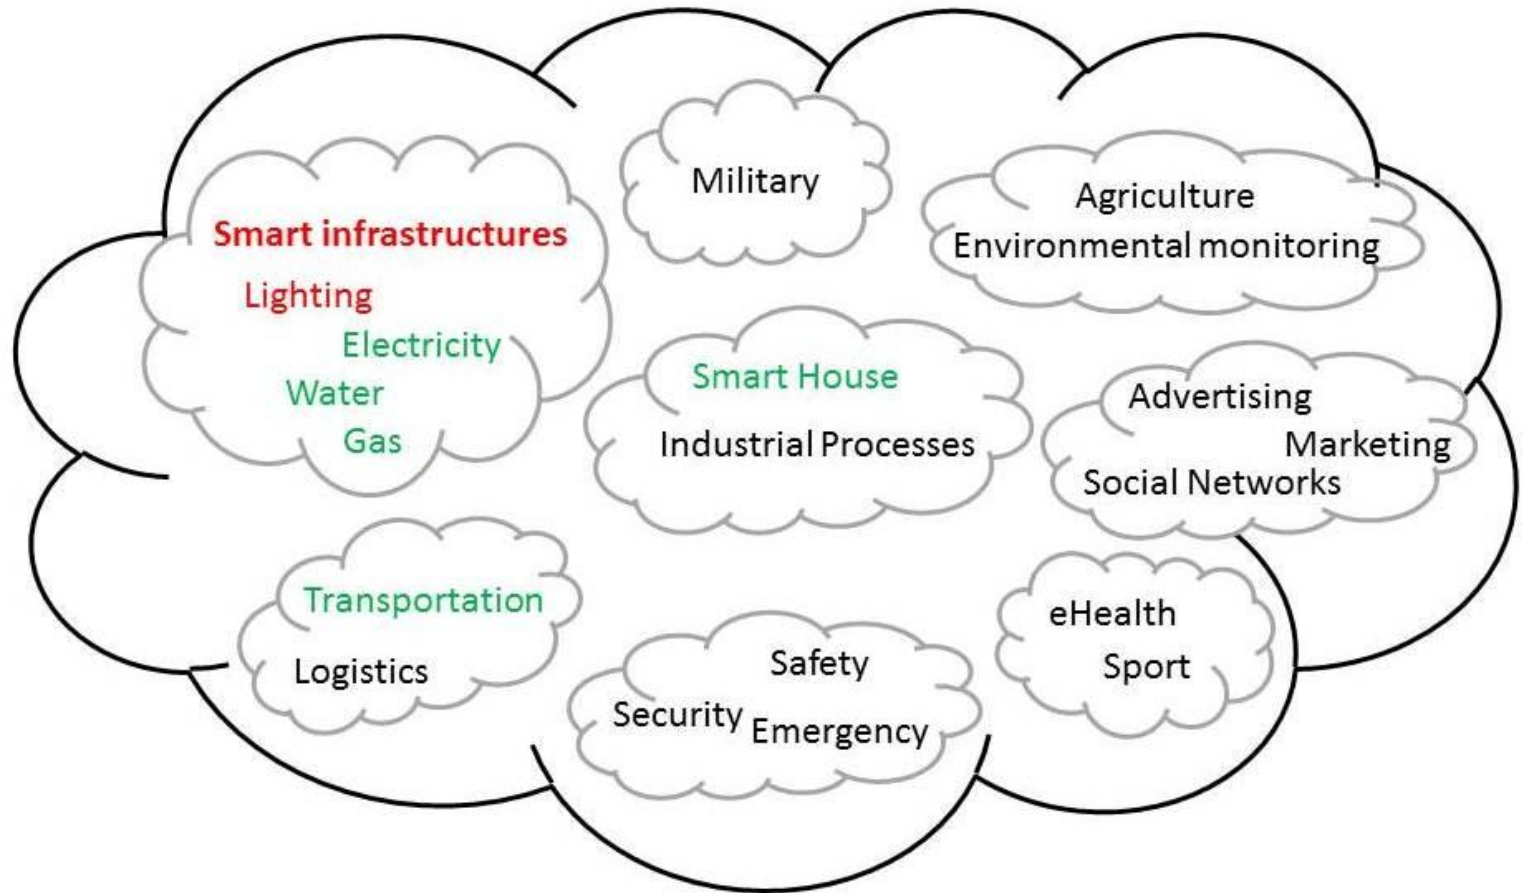 Smart infrastructures
Lighting
Electricity
Water
Gas
Military
Agriculture
Environmental monitoring
Smart House
Industrial Processes
Advertising
Marketing
Social Networks
Transportation
Logistics
Safety
Security
Emergency
eHealth
Sport